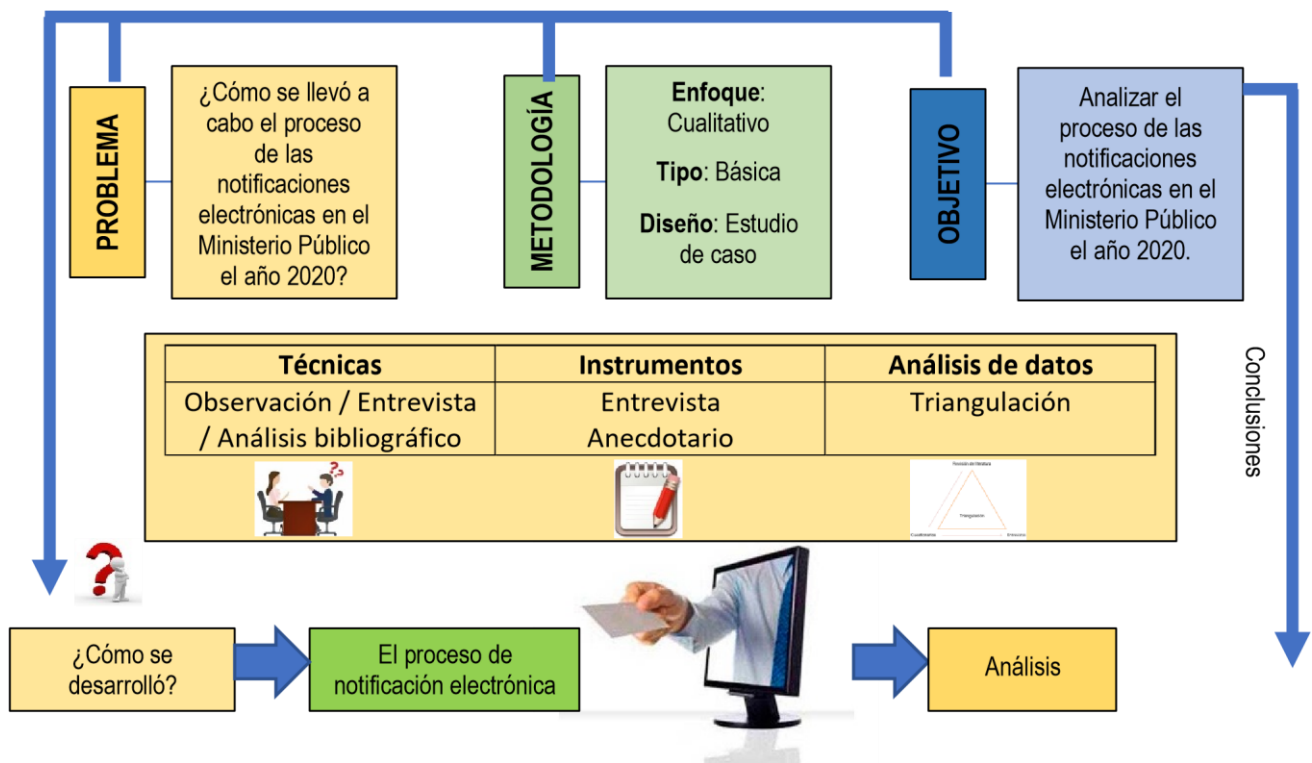 PROBLEMA
¿Cómo se llevó a
cabo el proceso
de las
notificaciones
electrónicas en el
Ministerio Público
el año 2020?
METODOLOGÍA
Enfoque:
Cualitativo
Tipo: Básica
Diseño: Estudio
de caso
OBJETIVO
Analizar el
proceso de las
notificaciones
electrónicas en el
Ministerio Público
el año 2020.
Técnicas
Instrumentos
Análisis de datos
Observación / Entrevista
/ Análisis bibliográfico
Entrevista
Anecdotario
Triangulación
Triangulación
Conclusiones
¿Cómo se
desarrolló?
El proceso de
notificación electrónica
Análisis